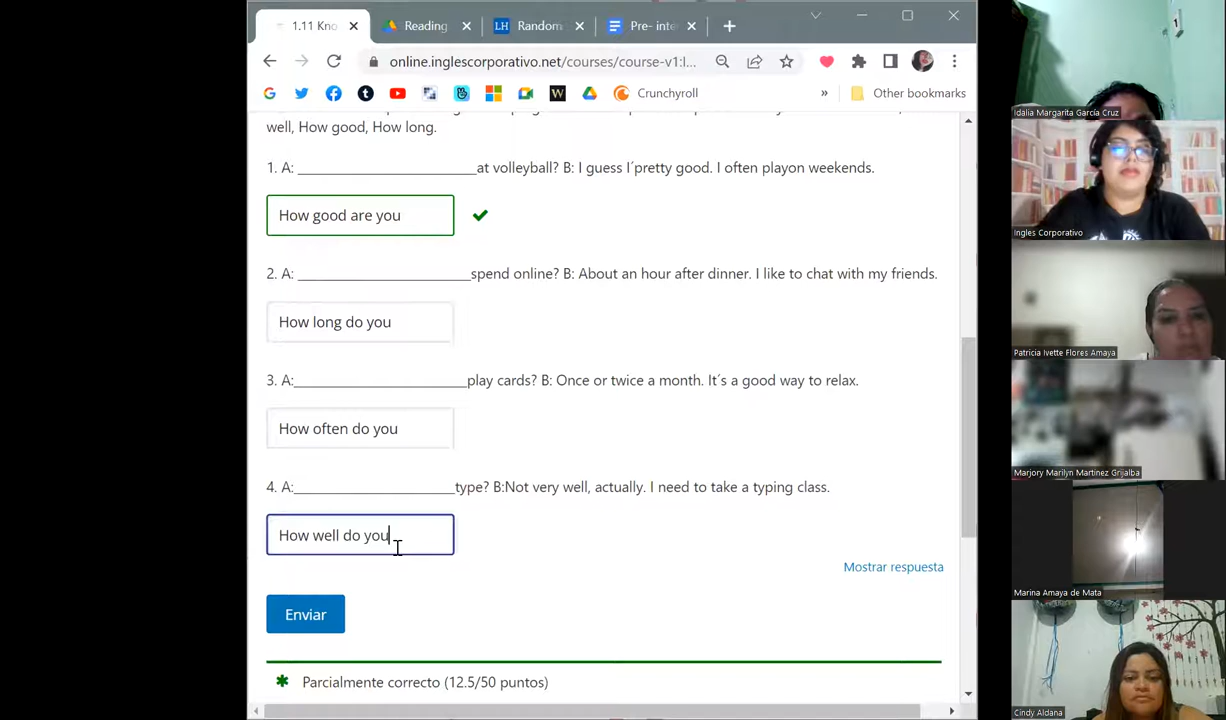 1.11 Kno
Reading
LH Random
Pre- inte
online.inglescorporativo.net/courses/course-v1:l...
Crunchyroll
» Other bookmarks
well, How good, How long.
1. A: ______________________at volleyball? B: I guess I´pretty good. I often playon weekends.
How good are you
2. A: _____________________spend online? B: About an hour after dinner. I like to chat with my friends.
How long do you
3. A:_____________________play cards? B: Once or twice a month. It´s a good way to relax.
How often do you
4. A:____________________type? B:Not very well, actually. I need to take a typing class.
How well do you
Mostrar respuesta
Enviar
Parcialmente correcto (12.5/50 puntos)
Idalia Margarita García Cruz
Ingles Corporativo
Patricia Ivette Flores Amaya
Marjory Marilyn Martinez Grijalba
Marina Amaya de Mata
Cindy Aldana